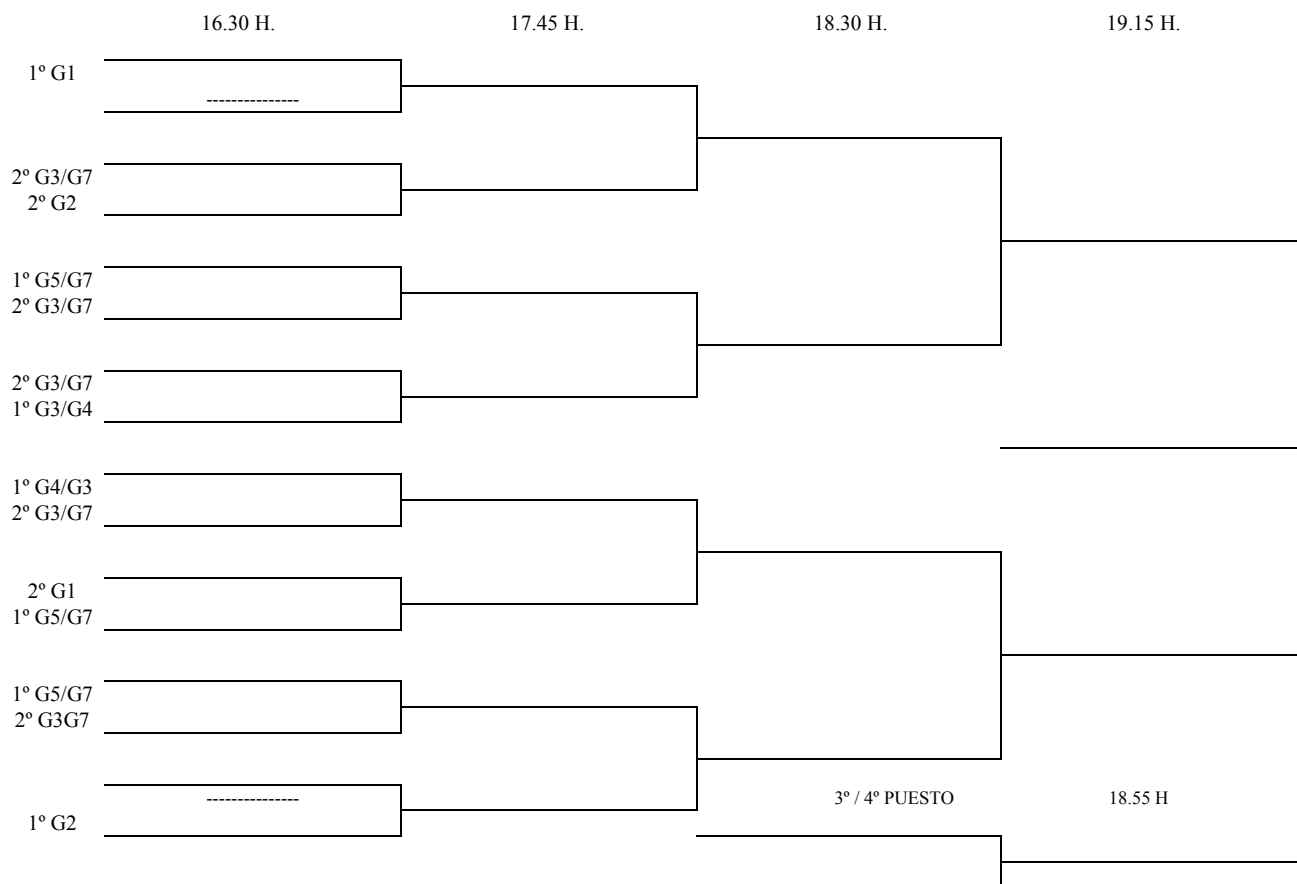 16.30 H. 17.45 H. 18.30 H. 19.15 H.
1º G1
---------------
2º G3/G7
2º G2
1º G5/G7
2º G3/G7
2º G3/G7
1º G3/G4
1º G4/G3
2º G3/G7
2º G1
1º G5/G7
1º G5/G7
2º G3G7
---------------
3º / 4º PUESTO 18.55 H
1º G2